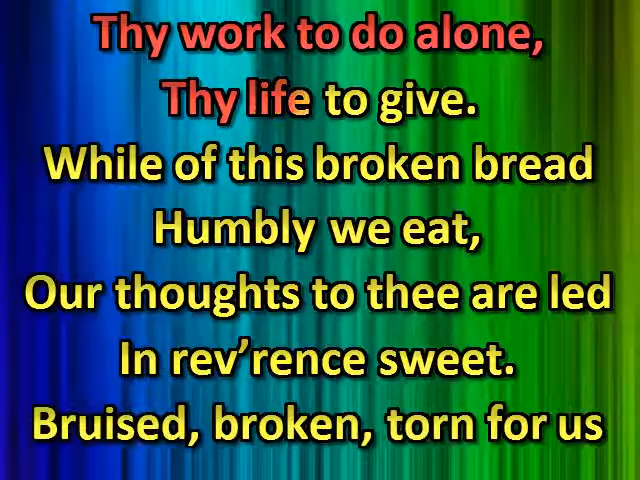 Thy work to do alone,
Thy life to give.
While of this broken bread
Humbly we eat,
Our thoughts to thee are led
In rev’rence sweet.
Bruised, broken, torn for us